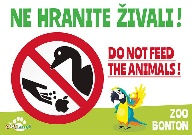 NE HRANITE ŽIVALI !
DO NOT FEED
THE ANIMALS !
ZOO
BONTON